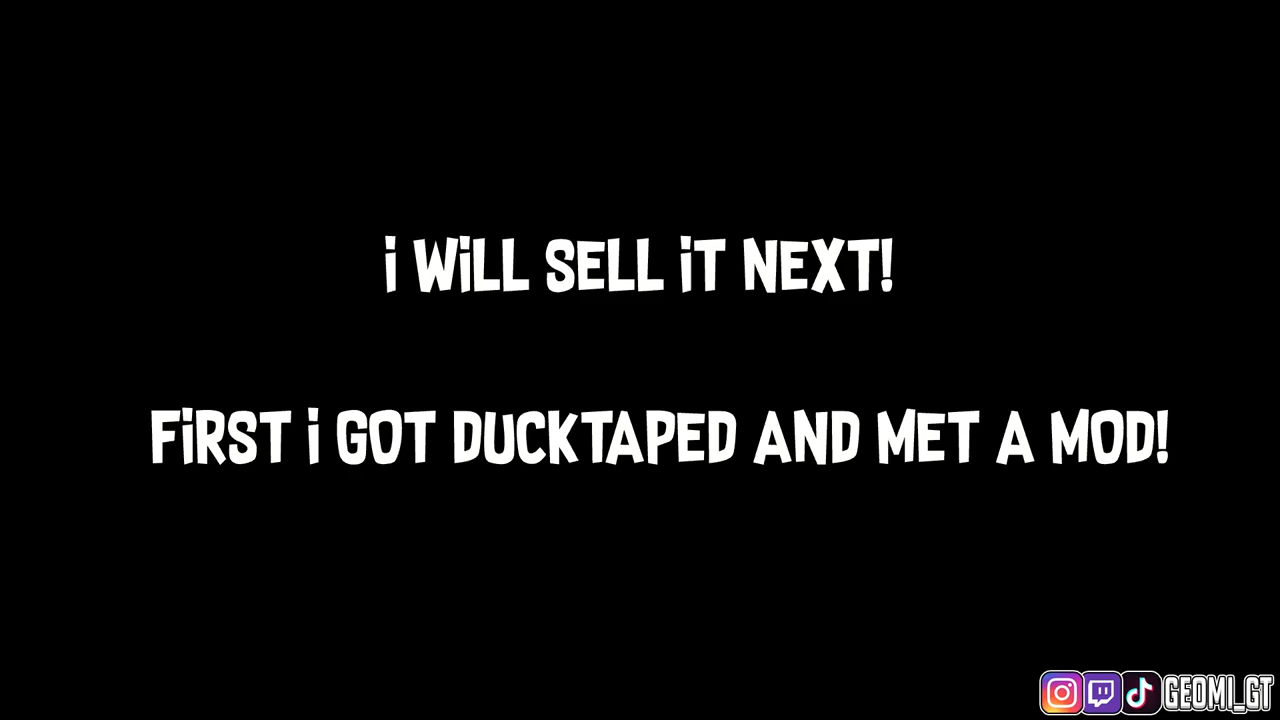 I WILL SELL IT NEXT!
FIRST I GOT DUCKTAPED AND MET A MOD!
GEOMI_GT